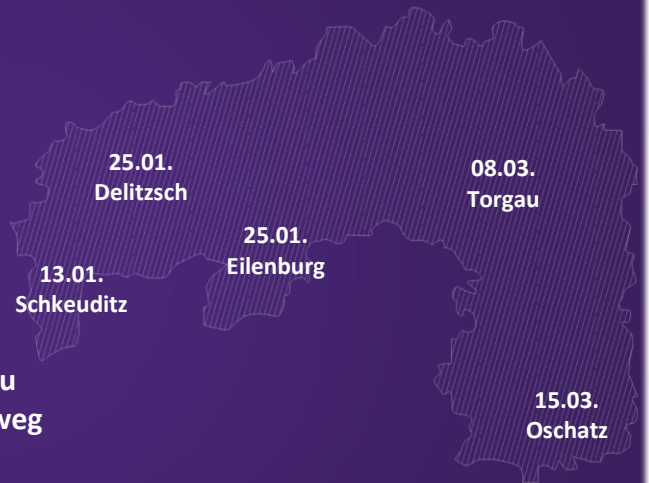 25.01.
Delitzsch
08.03.
Torgau
25.01.
Eilenburg
13.01.
Schkeuditz
15.03.
Oschatz